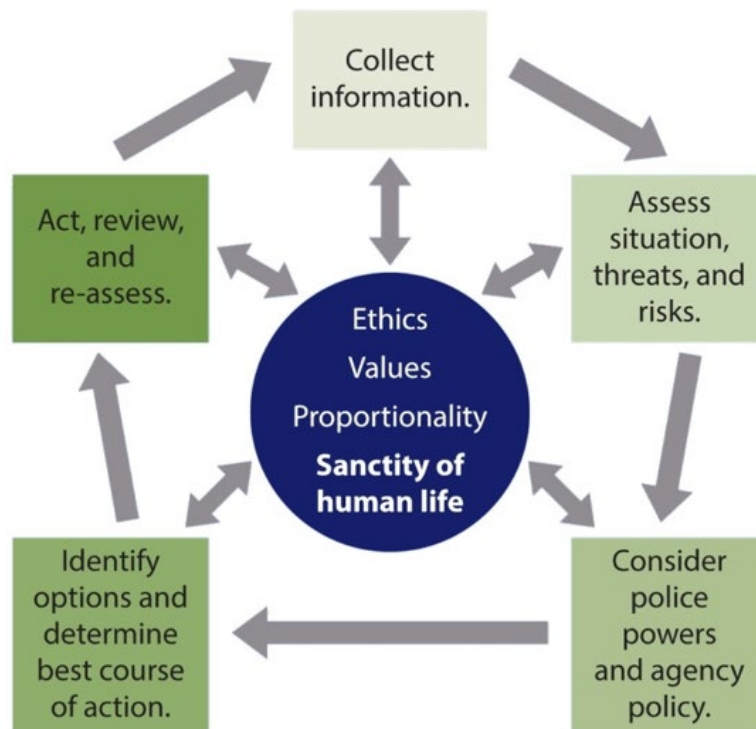 Collect
information.
Assess
situation,
threats, and
risks.
Consider
police
powers
and agency
policy.
Identify
options and
determine
best course
of action.
Act, review,
and
re-assess.
Ethics
Values
Proportionality
Sanctity of
human life